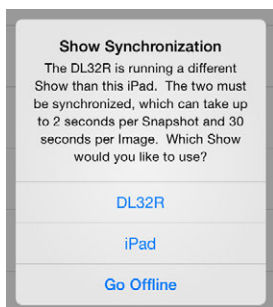 Show Synchronization
The DL32R is running a different
Show than this iPad.  The two must
be synchronized, which can take up
to 2 seconds per Snapshot and 30
seconds per Image.  Which Show
would you like to use?
DL32R
iPad
Go Offline